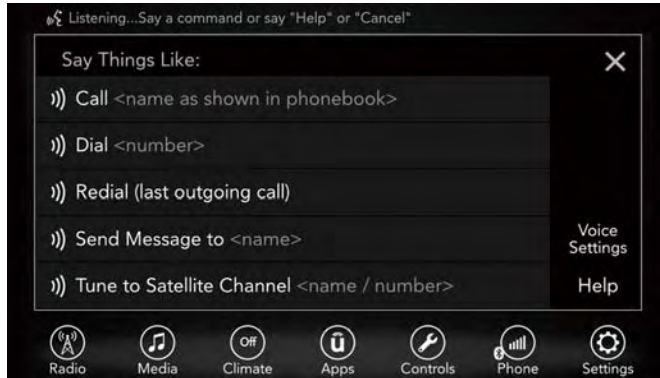 Listening...Say a command or say "Help" or "Cancel"
Say Things Like:
Call <name as shown in phonebook>
Dial <number>
Redial (last outgoing call)
Send Message to <name>
Voice
Settings
Tune to Satellite Channel <name / number>
Help
Off
ū
Radio Media Climate Apps Controls Phone Settings